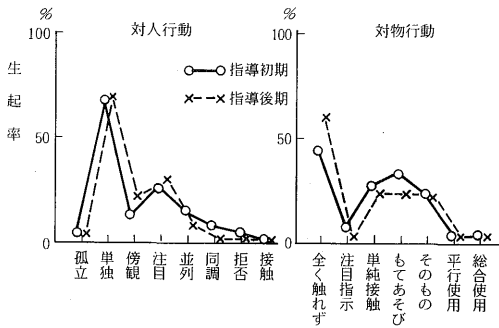 %
対人行動
%
対物行動
100
100
生起率
指導初期
指導後期
50
50
0
0
孤立
単独
傍観
注目
並列
同調
拒否
接触
全く触れず
注目指示
単純接触
もてあそび
そのもの
平行使用
総合使用